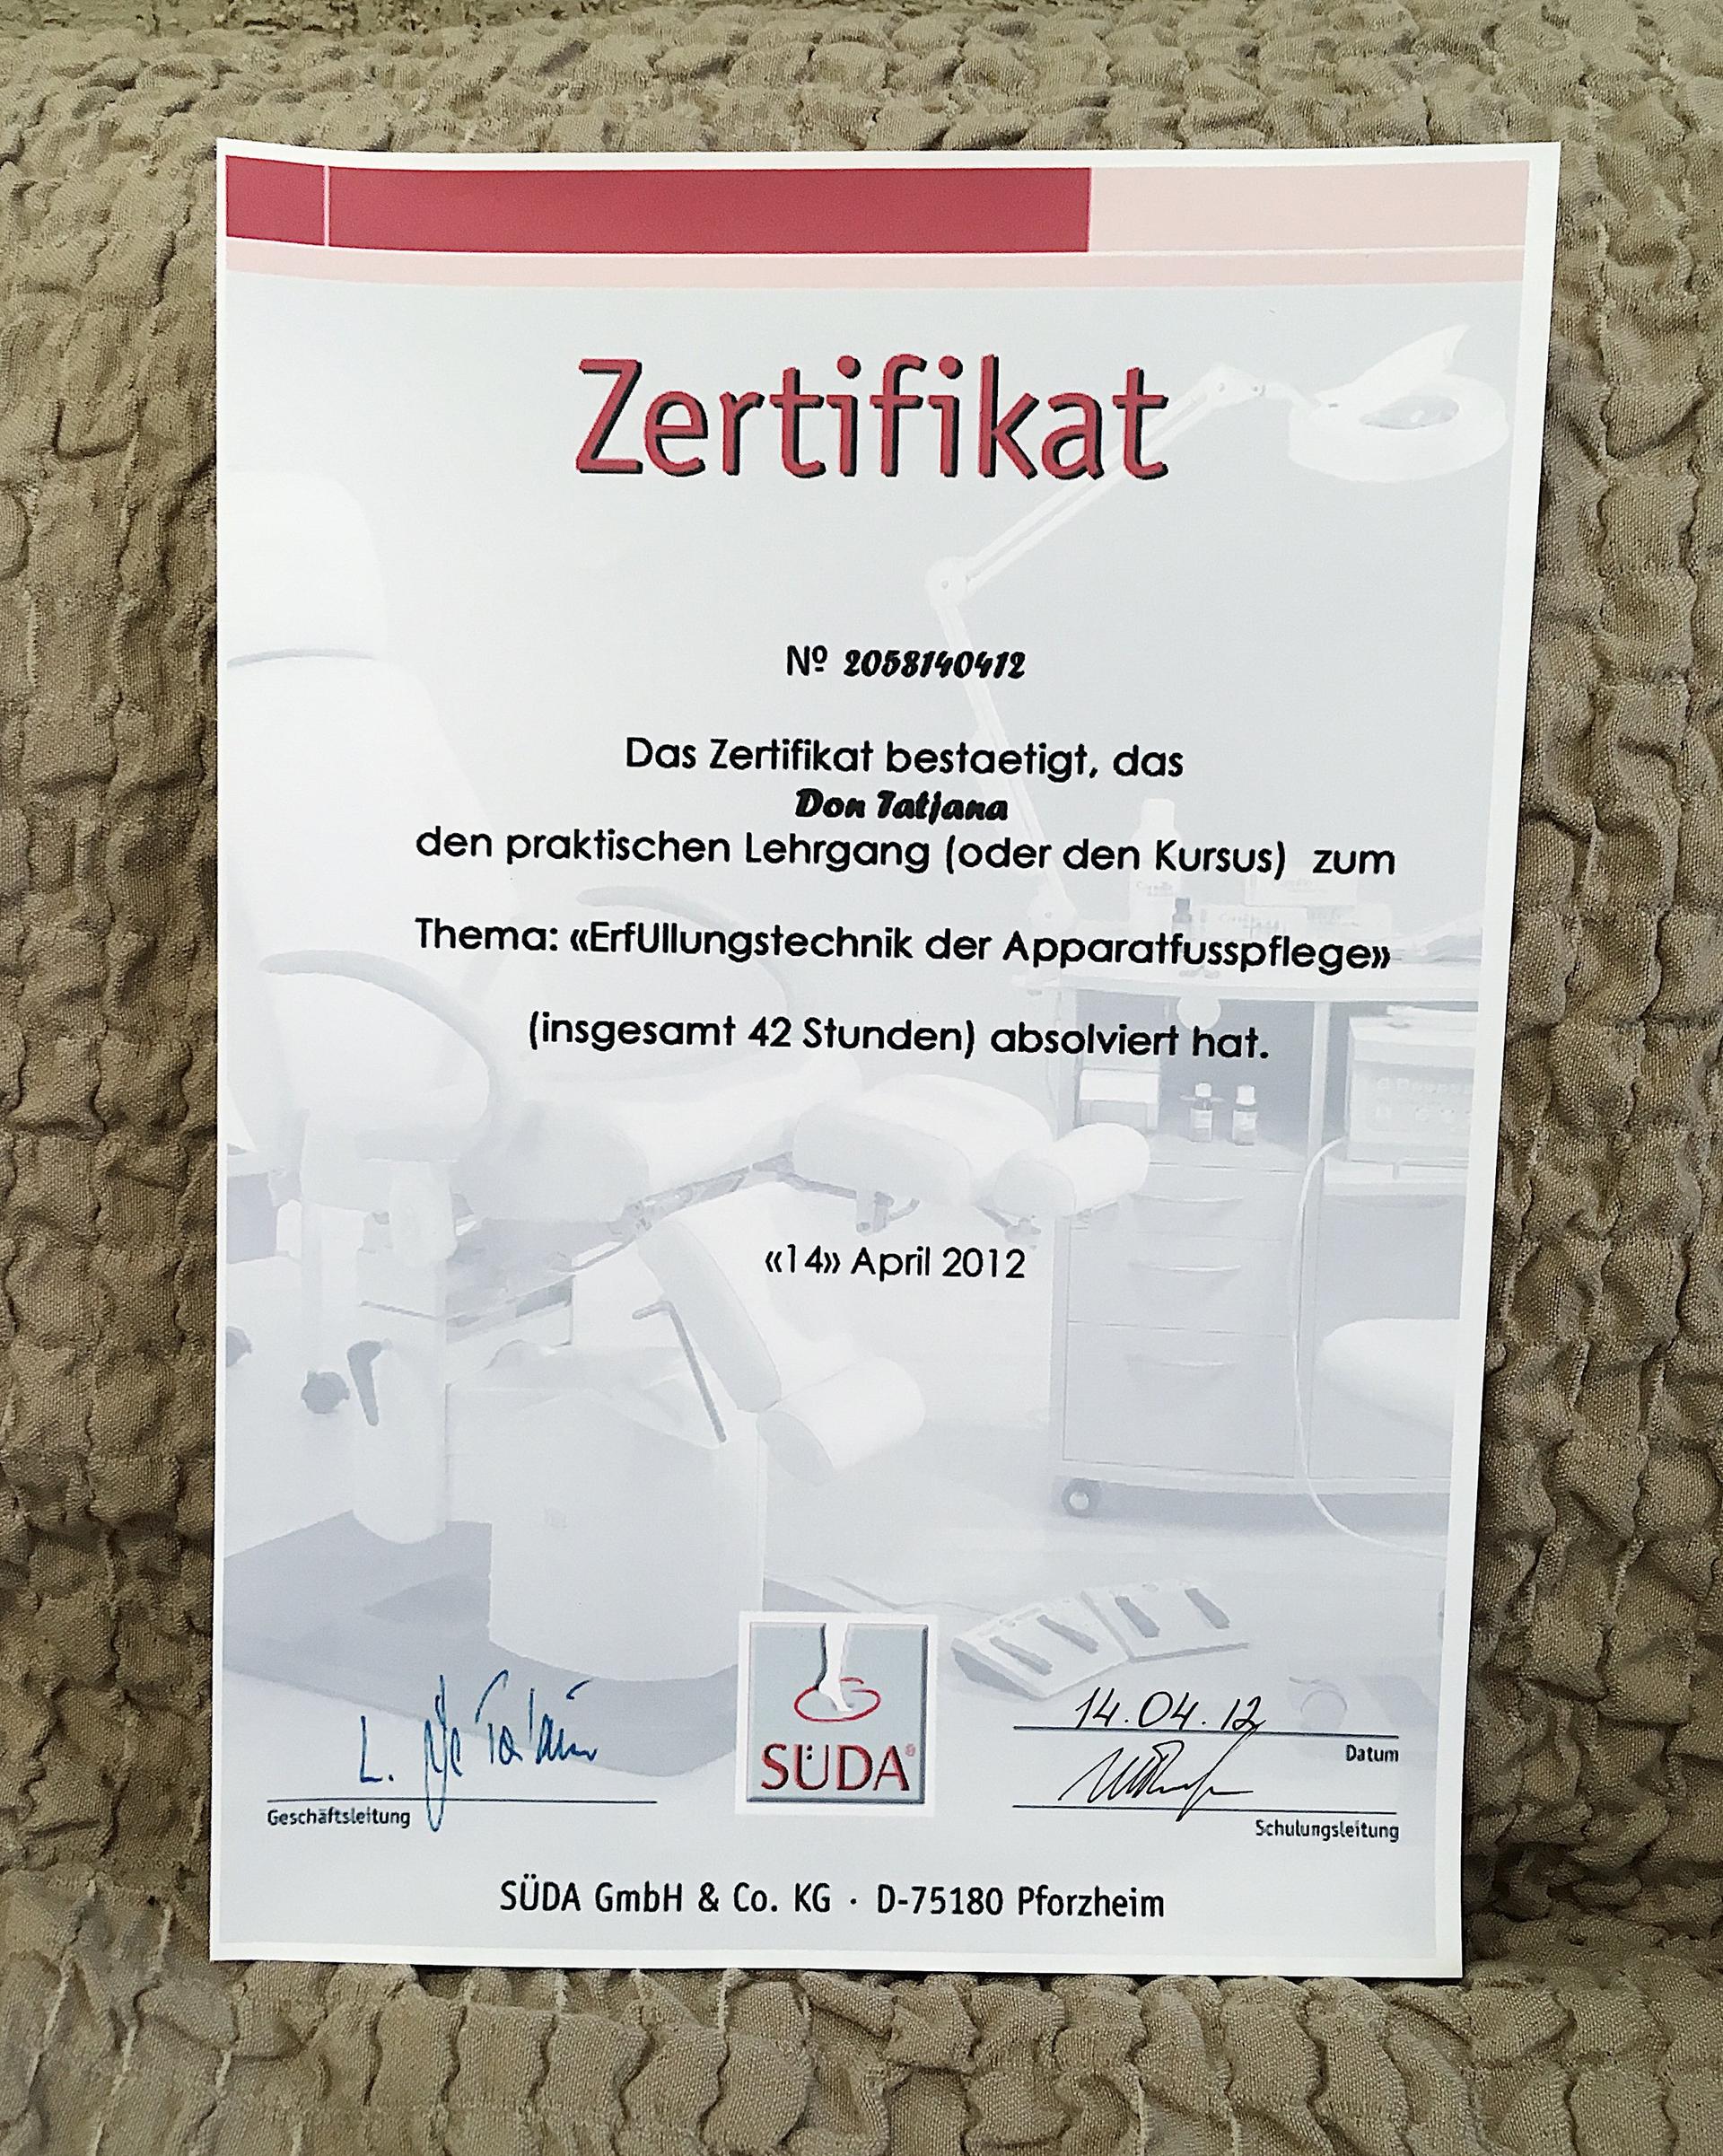 Zertifikat
Nº 2058140412
Das Zertifikat bestaetigt, das
Don Tatjana
den praktischen Lehrgang (oder den Kursus) zum
Thema: «ErfUllungstechnik der Apparatfusspflege»
(insgesamt 42 Stunden) absolviert hat.
«14» April 2012
14.04.12
Datum
SÜDA®
Geschäftsleitung
Schulungsleitung
SÜDA GmbH & Co. KG · D-75180 Pforzheim